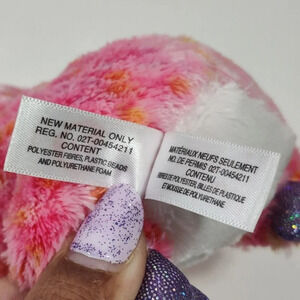 NEW MATERIAL ONLY
REG. NO. 02T-00454211
CONTENT
POLYESTER FIBRES, PLASTIC BEADS
AND POLYURETHANE FOAM
MATÉRIAUX NEUFS SEULEMENT
NO. DE PERMIS 02T-00454211
CONTENU
FIBRES DE POLYESTER, BILLES DE PLASTIQUE
ET MOUSSE DE POLYURETHANE